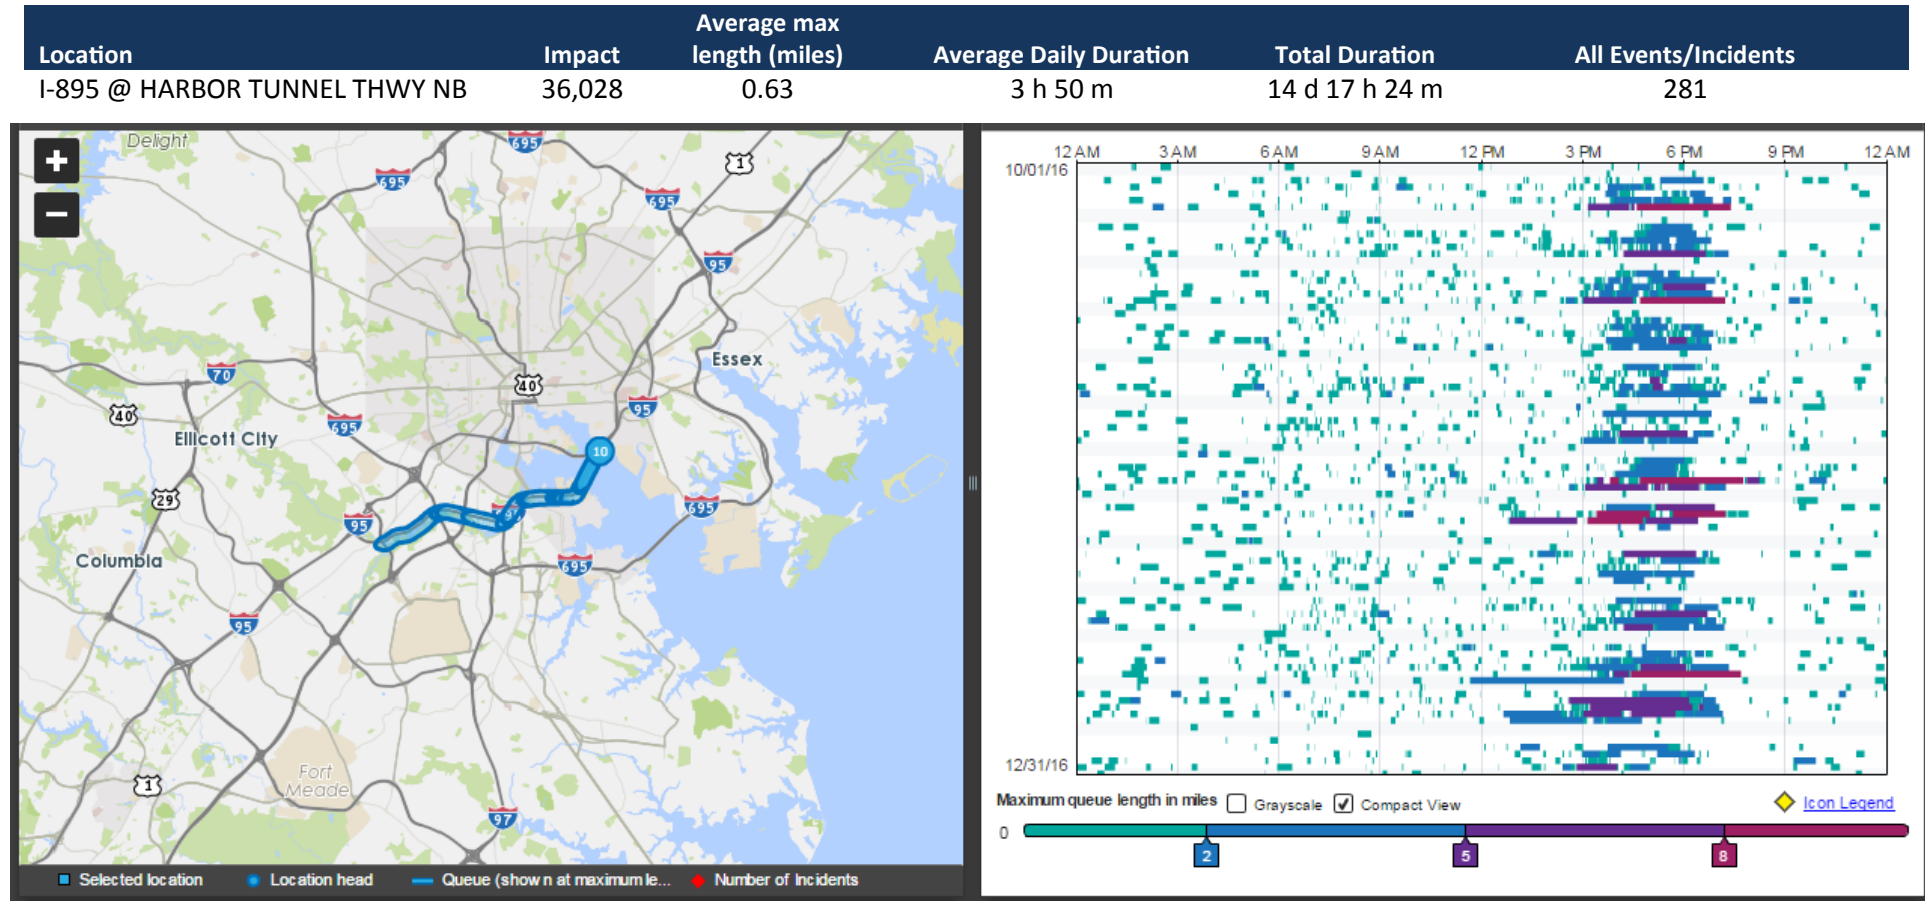 Location Impact Average max length (miles) Average Daily Duration Total Duration All Events/Incidents
I-895 @ HARBOR TUNNEL THWY NB 36,028 0.63 3 h 50 m 14 d 17 h 24 m 281
+
−
Delight
695
1
695
695
95
Essex
70
40
40
95
695
Ellicott City
10
29
95
695
Columbia
695
95
Fort
Meade
1
97
Selected location Location head Queue (shown at maximum le... Number of Incidents
12 AM 3 AM 6 AM 9 AM 12 PM 3 PM 6 PM 9 PM 12 AM
10/01/16
12/31/16
Maximum queue length in miles Grayscale Compact View Icon Legend
0
2 5 8